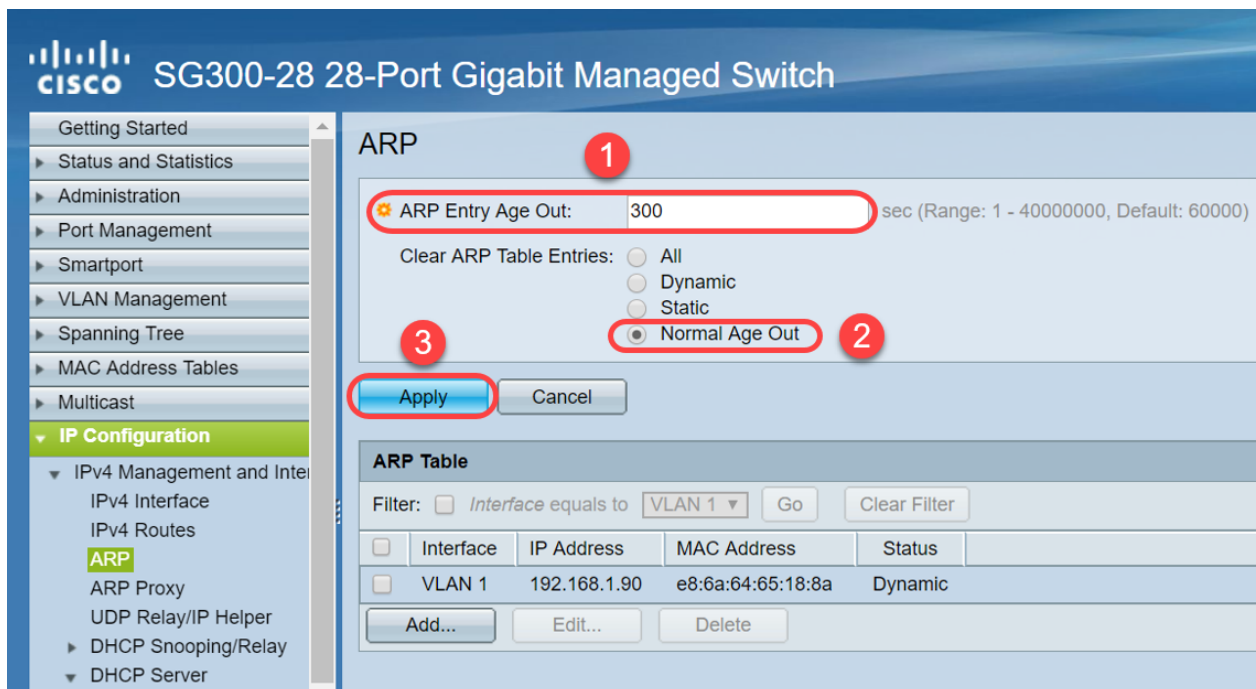 cisco SG300-28 28-Port Gigabit Managed Switch
Getting Started
Status and Statistics
Administration
Port Management
Smartport
VLAN Management
Spanning Tree
MAC Address Tables
Multicast
IP Configuration
IPv4 Management and Inter
IPv4 Interface
IPv4 Routes
ARP
ARP Proxy
UDP Relay/IP Helper
DHCP Snooping/Relay
DHCP Server
ARP
1
ARP Entry Age Out: 300 sec (Range: 1 - 40000000, Default: 60000)
Clear ARP Table Entries: All
Dynamic
Static
Normal Age Out 2
3
Apply Cancel
ARP Table
Filter: Interface equals to VLAN 1 Go Clear Filter
Interface IP Address MAC Address Status
VLAN 1 192.168.1.90 e8:6a:64:65:18:8a Dynamic
Add... Edit... Delete